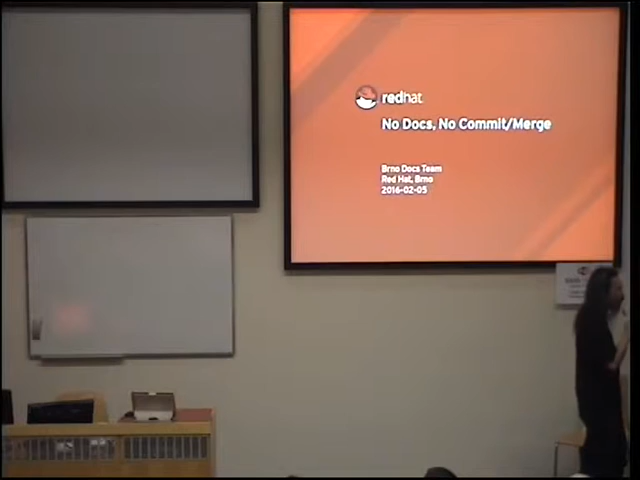 redhat
No Docs, No Commit/Merge
Brno Docs Team
Red Hat, Brno
2016-02-05